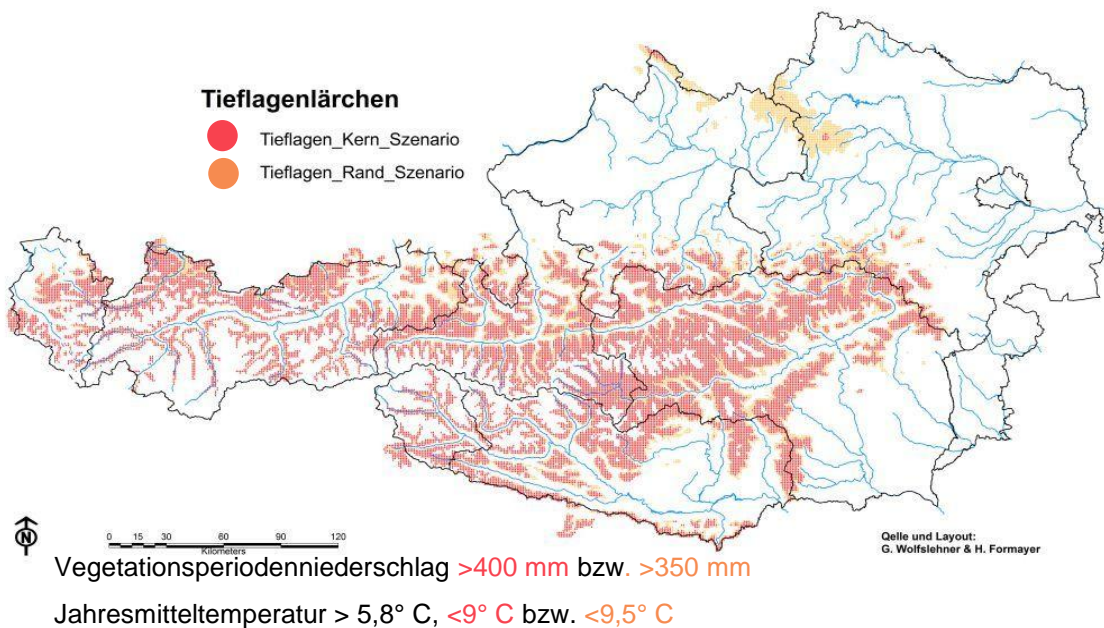 Tieflagenlärchen
Tieflagen_Kern_Szenario
Tieflagen_Rand_Szenario
N
0 15 30 60 90 120
Kilometers
Qelle und Layout:
G. Wolfslehner & H. Formayer
Vegetationsperiodenniederschlag >400 mm bzw. >350 mm
Jahresmitteltemperatur > 5,8° C, <9° C bzw. <9,5° C